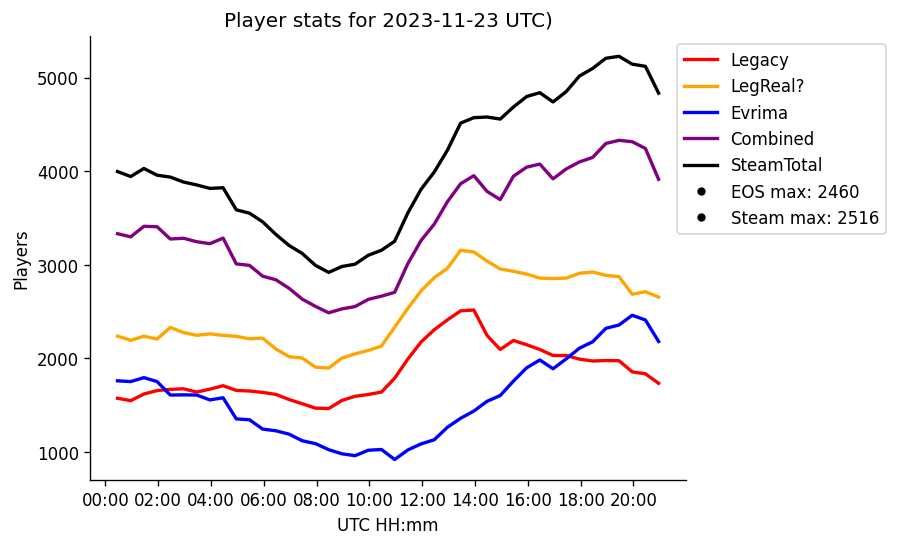 Player stats for 2023-11-23 UTC)
Players
5000
4000
3000
2000
1000
00:00 02:00 04:00 06:00 08:00 10:00 12:00 14:00 16:00 18:00 20:00
UTC HH:mm
Legacy
LegReal?
Evrima
Combined
SteamTotal
EOS max: 2460
Steam max: 2516